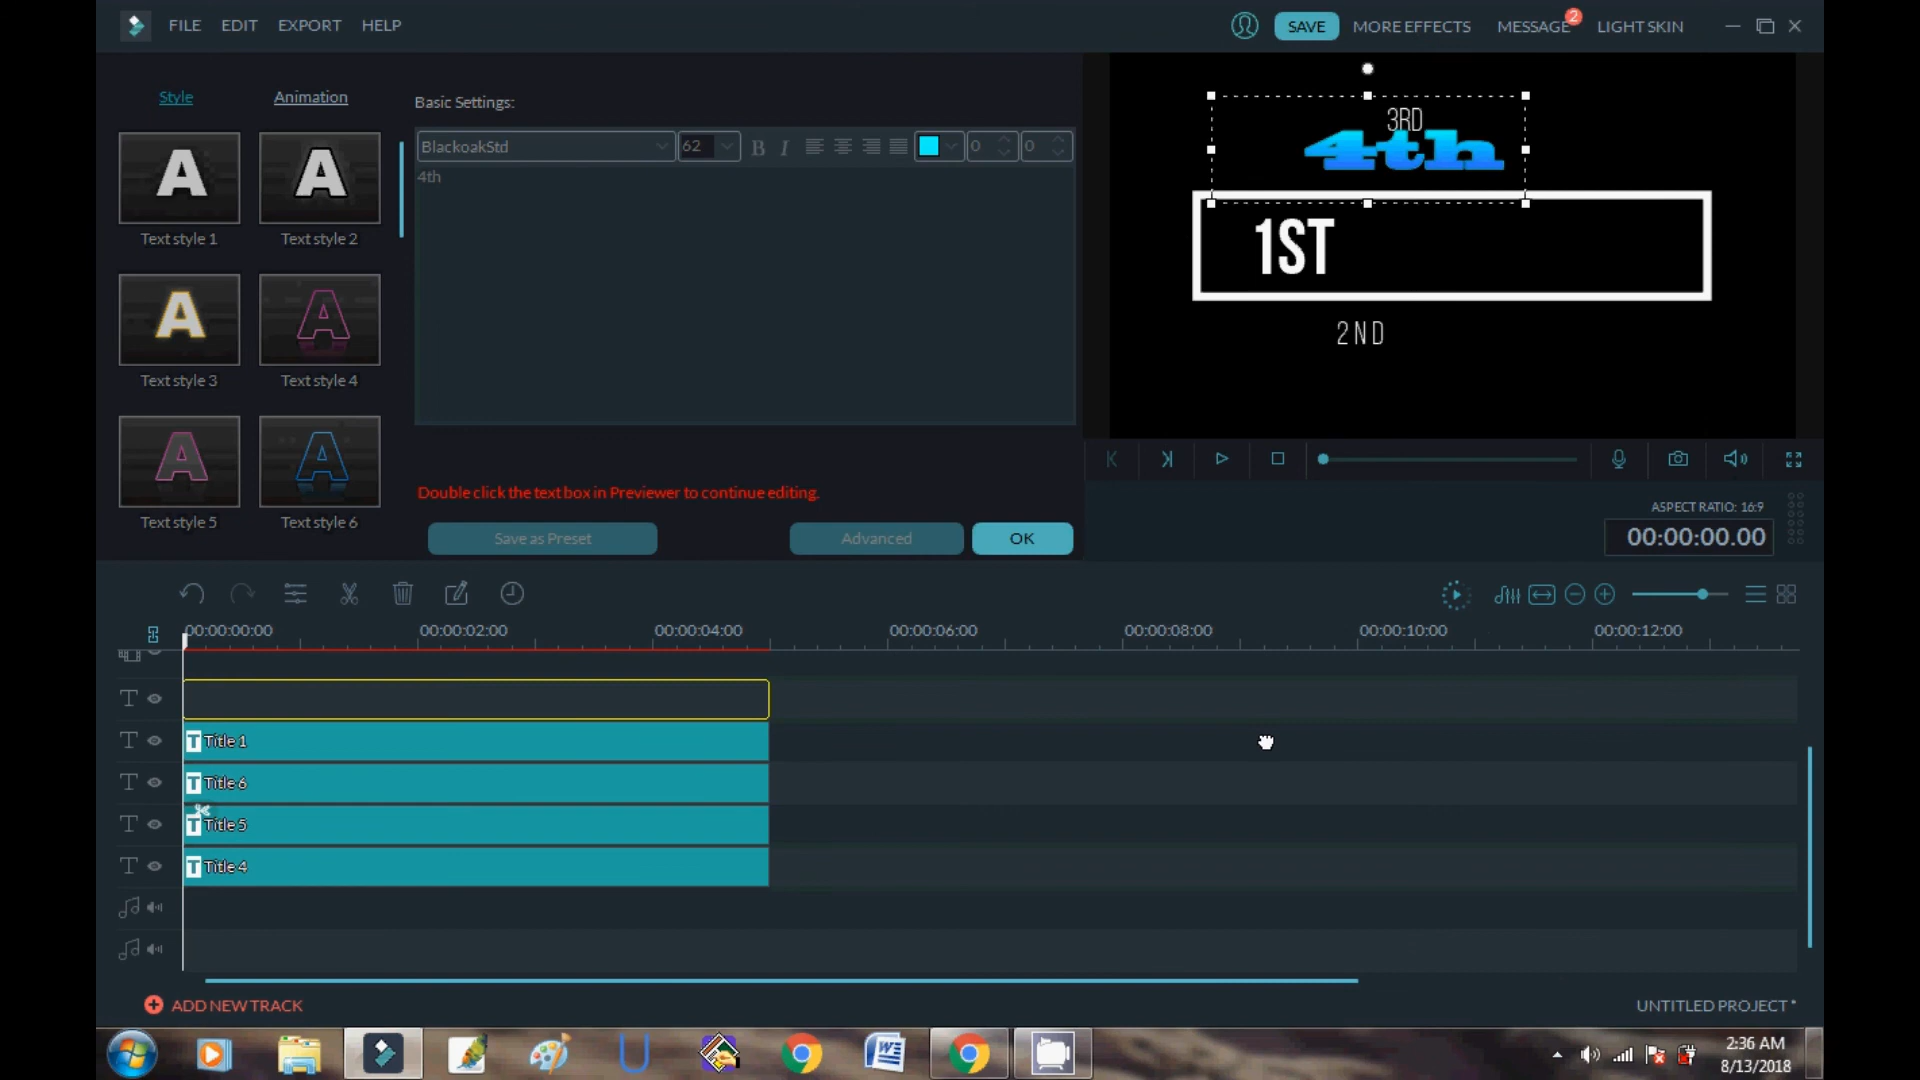 FILE EDIT EXPORT HELP
SAVE MORE EFFECTS MESSAGE 2 LIGHT SKIN
Style Animation
Basic Settings:
BlackoakStd 62 B I 0 0
4th
A A
Text style 1 Text style 2
A A
Text style 3 Text style 4
A A
Text style 5 Text style 6
Double click the text box in Previewer to continue editing.
Save as Preset Advanced OK
3RD
4th
1ST
2ND
ASPECT RATIO: 16:9
00:00:00.00
00:00:00:00 00:00:02:00 00:00:04:00 00:00:06:00 00:00:08:00 00:00:10:00 00:00:12:00
T
T T Title 1
T T Title 6
T T Title 5
T T Title 4
ADD NEW TRACK
UNTITLED PROJECT *
2:36 AM
8/13/2018